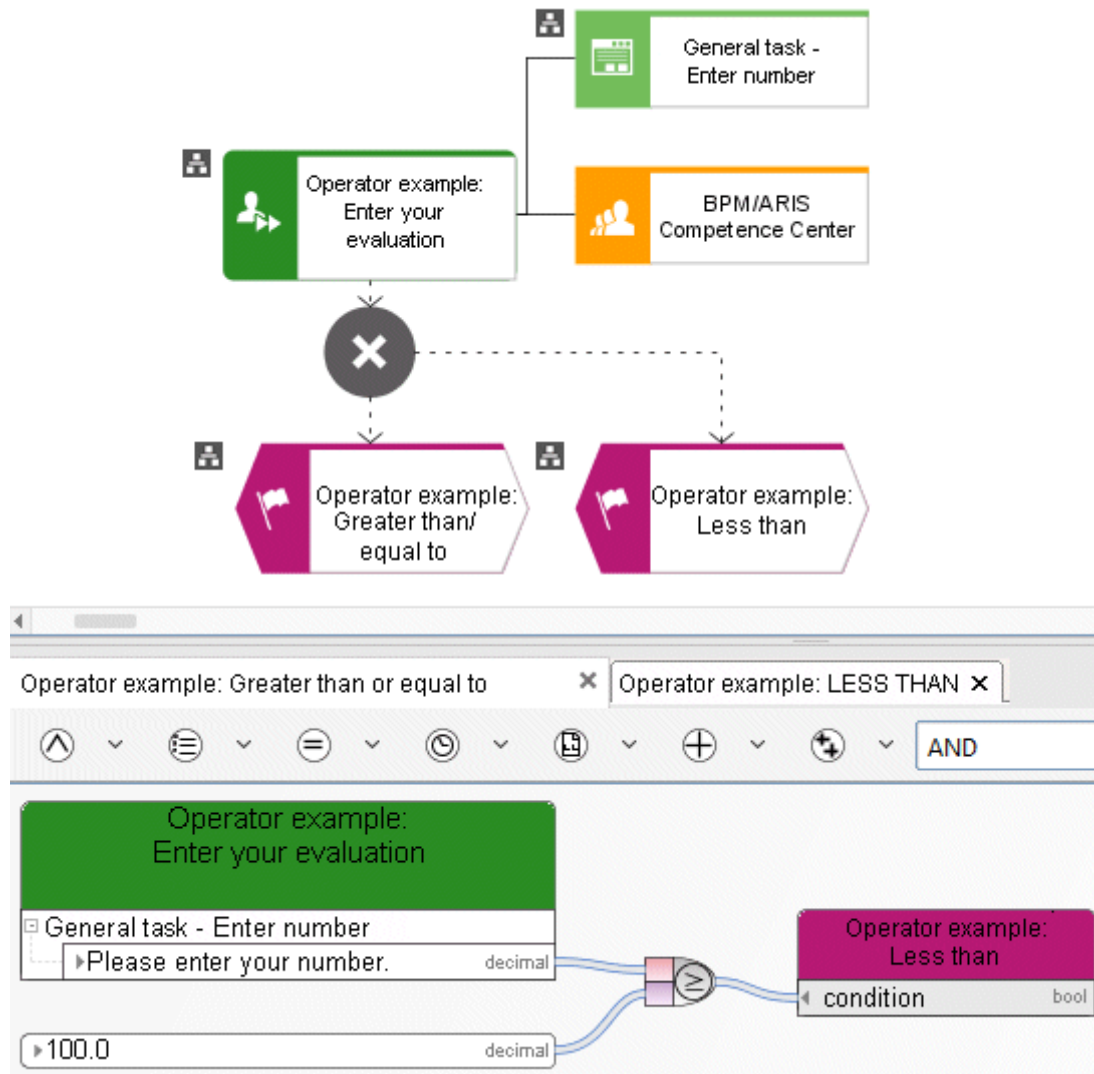 General task -
Enter number
Operator example:
Enter your
evaluation
BPM/ARIS
Competence Center
Operator example:
Greater than/
equal to
Operator example:
Less than
Operator example: Greater than or equal to
Operator example: LESS THAN
AND
Operator example:
Enter your evaluation
General task - Enter number
Please enter your number. decimal
Operator example:
Less than
≥
condition bool
100.0 decimal